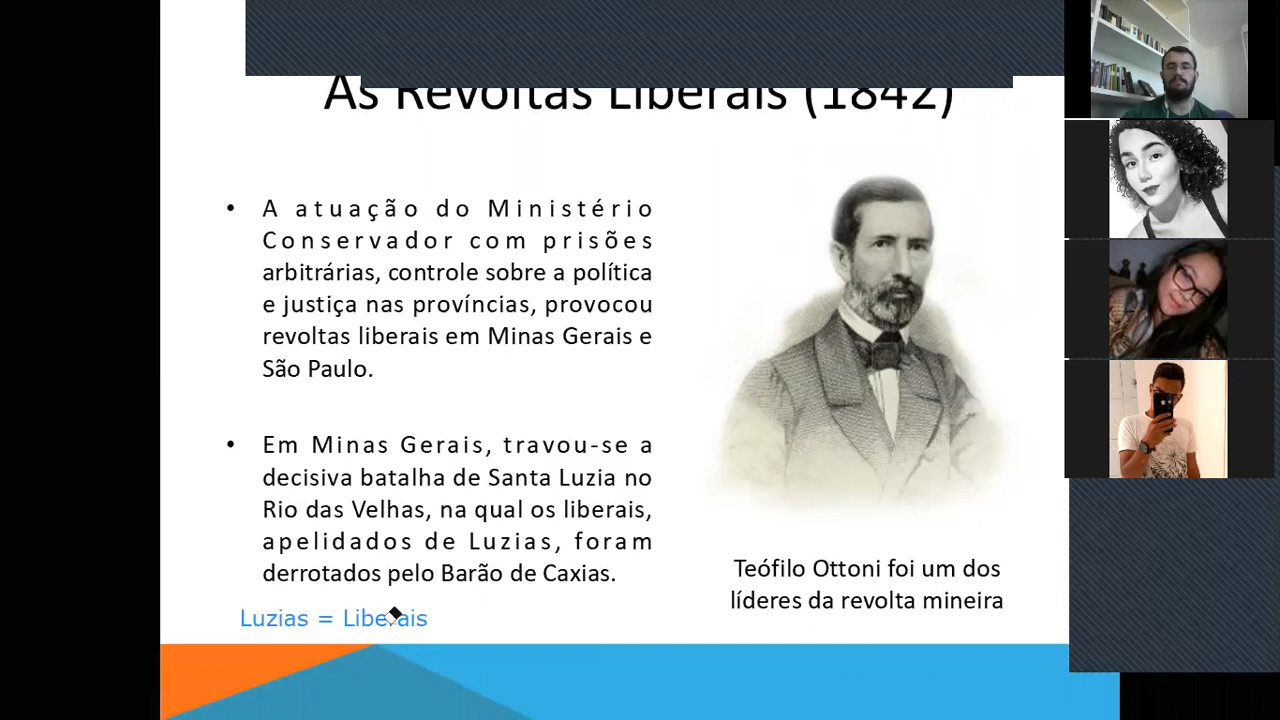 As Revoltas Liberais (1842)
• A atuação do Ministério
Conservador com prisões
arbitrárias, controle sobre a política
e justiça nas províncias, provocou
revoltas liberais em Minas Gerais e
São Paulo.
• Em Minas Gerais, travou-se a
decisiva batalha de Santa Luzia no
Rio das Velhas, na qual os liberais,
apelidados de Luzias, foram
derrotados pelo Barão de Caxias.
Luzias = Liberais
Teófilo Ottoni foi um dos
líderes da revolta mineira